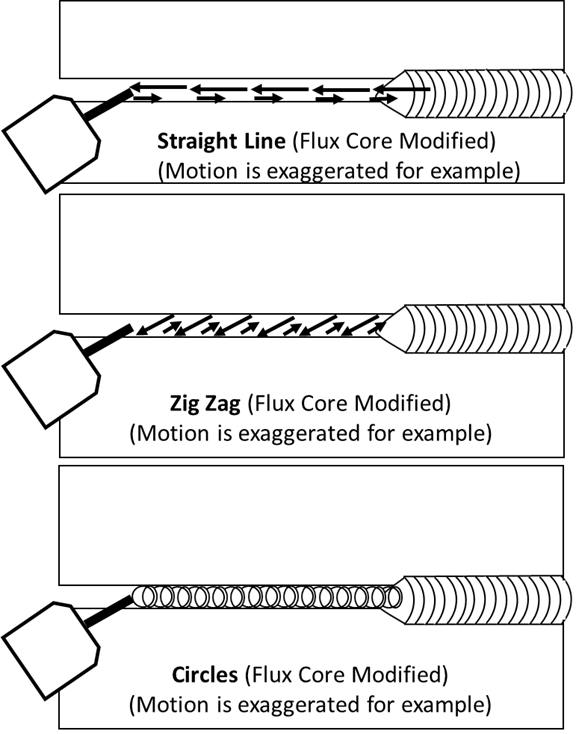 Straight Line (Flux Core Modified)
(Motion is exaggerated for example)
Zig Zag (Flux Core Modified)
(Motion is exaggerated for example)
Circles (Flux Core Modified)
(Motion is exaggerated for example)